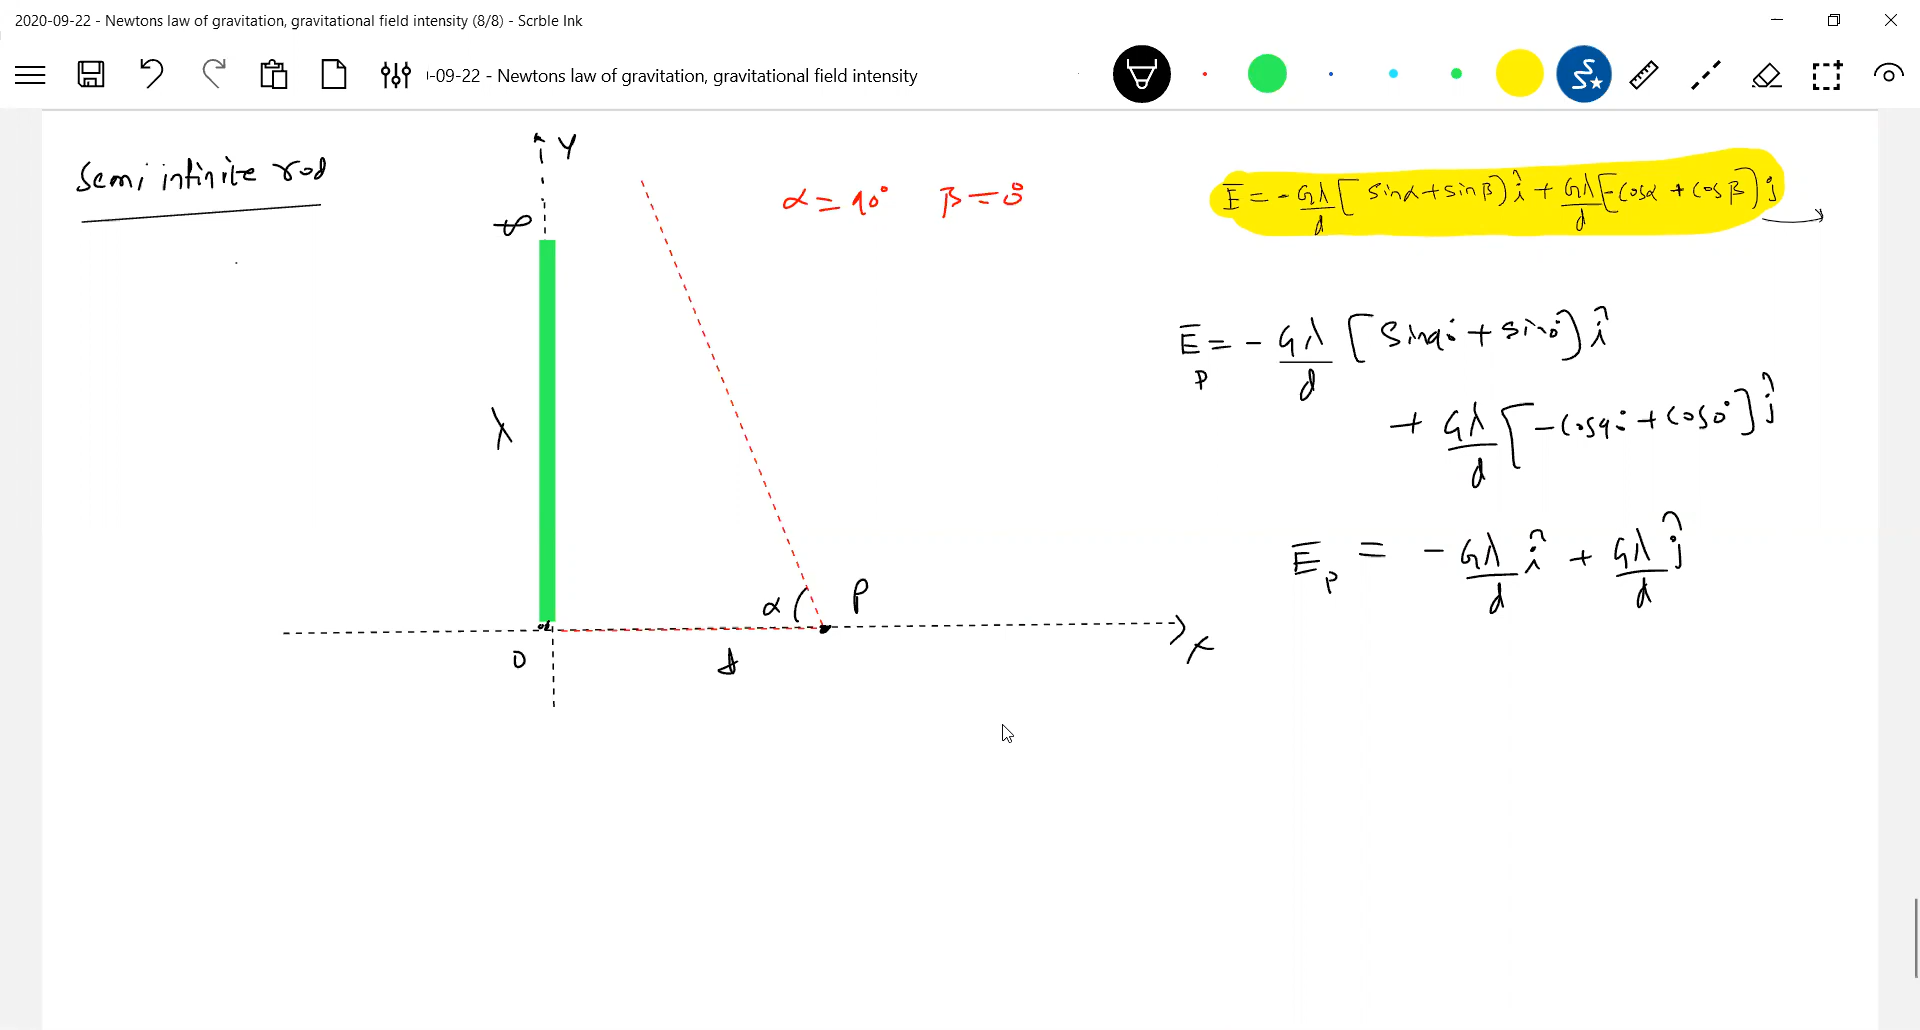 2020-09-22 - Newtons law of gravitation, gravitational field intensity (8/8) - Scrble Ink
I-09-22 - Newtons law of gravitation, gravitational field intensity
Semi infinite rod
Y
α = 90° β = 0°
E = - Gλ/d [ sinα + sinβ ) î + Gλ/d [ -cosα + cosβ ) ĵ
∞
E_P = - Gλ/d [ Sin90° + sin0° ) î
+ Gλ/d [ - cos90° + cos0° ] ĵ
λ
E_P = - Gλ/d î + Gλ/d ĵ
α P
O d X